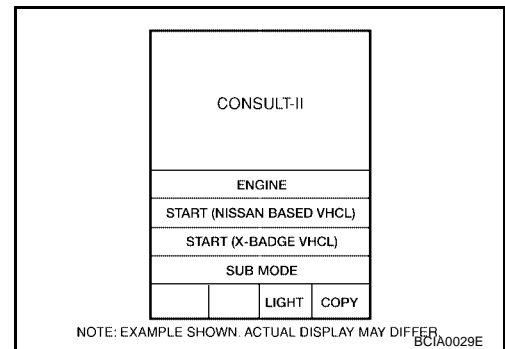 CONSULT-II
ENGINE
START (NISSAN BASED VHCL)
START (X-BADGE VHCL)
SUB MODE
LIGHT COPY
NOTE: EXAMPLE SHOWN. ACTUAL DISPLAY MAY DIFFER.
BCIA0029E